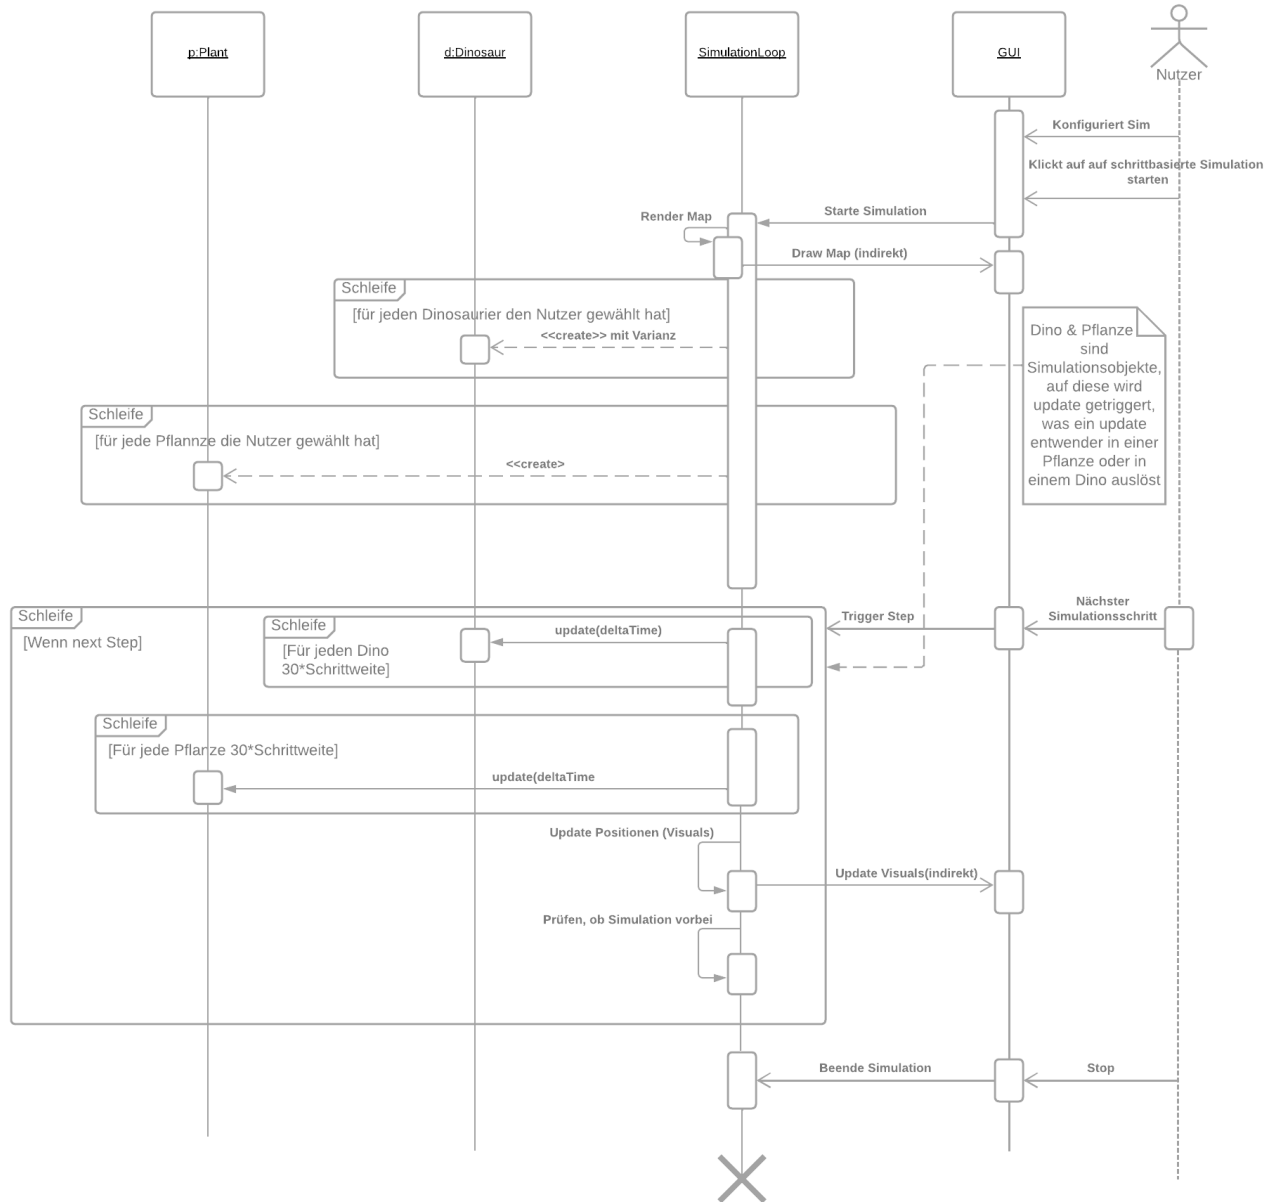 p:Plant
d:Dinosaur
SimulationLoop
GUI
Nutzer
Konfiguriert Sim
Klickt auf auf schrittbasierte Simulation
starten
Render Map
Starte Simulation
Draw Map (indirekt)
Schleife
[für jeden Dinosaurier den Nutzer gewählt hat]
<<create>> mit Varianz
Dino & Pflanze
sind
Simulationsobjekte,
auf diese wird
update getriggert,
was ein update
entwender in einer
Pflanze oder in
einem Dino auslöst
Schleife
[für jede Pflannze die Nutzer gewählt hat]
<<create>
Schleife
[Wenn next Step]
Schleife
[Für jeden Dino
30*Schrittweite]
update(deltaTime)
Trigger Step
Nächster
Simulationsschritt
Schleife
[Für jede Pflanze 30*Schrittweite]
update(deltaTime
Update Positionen (Visuals)
Update Visuals(indirekt)
Prüfen, ob Simulation vorbei
Beende Simulation
Stop